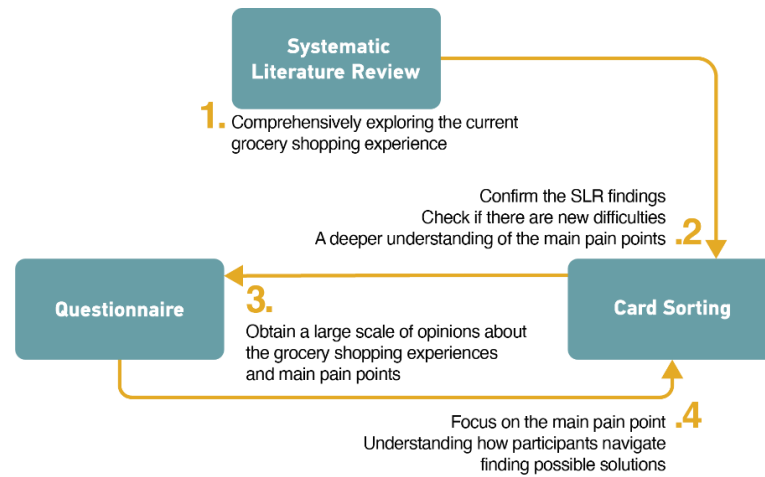 Systematic
Literature Review
1. Comprehensively exploring the current
grocery shopping experience
Confirm the SLR findings
Check if there are new difficulties
A deeper understanding of the main pain points .2
Questionnaire
Card Sorting
3.
Obtain a large scale of opinions about
the grocery shopping experiences
and main pain points
Focus on the main pain point .4
Understanding how participants navigate
finding possible solutions